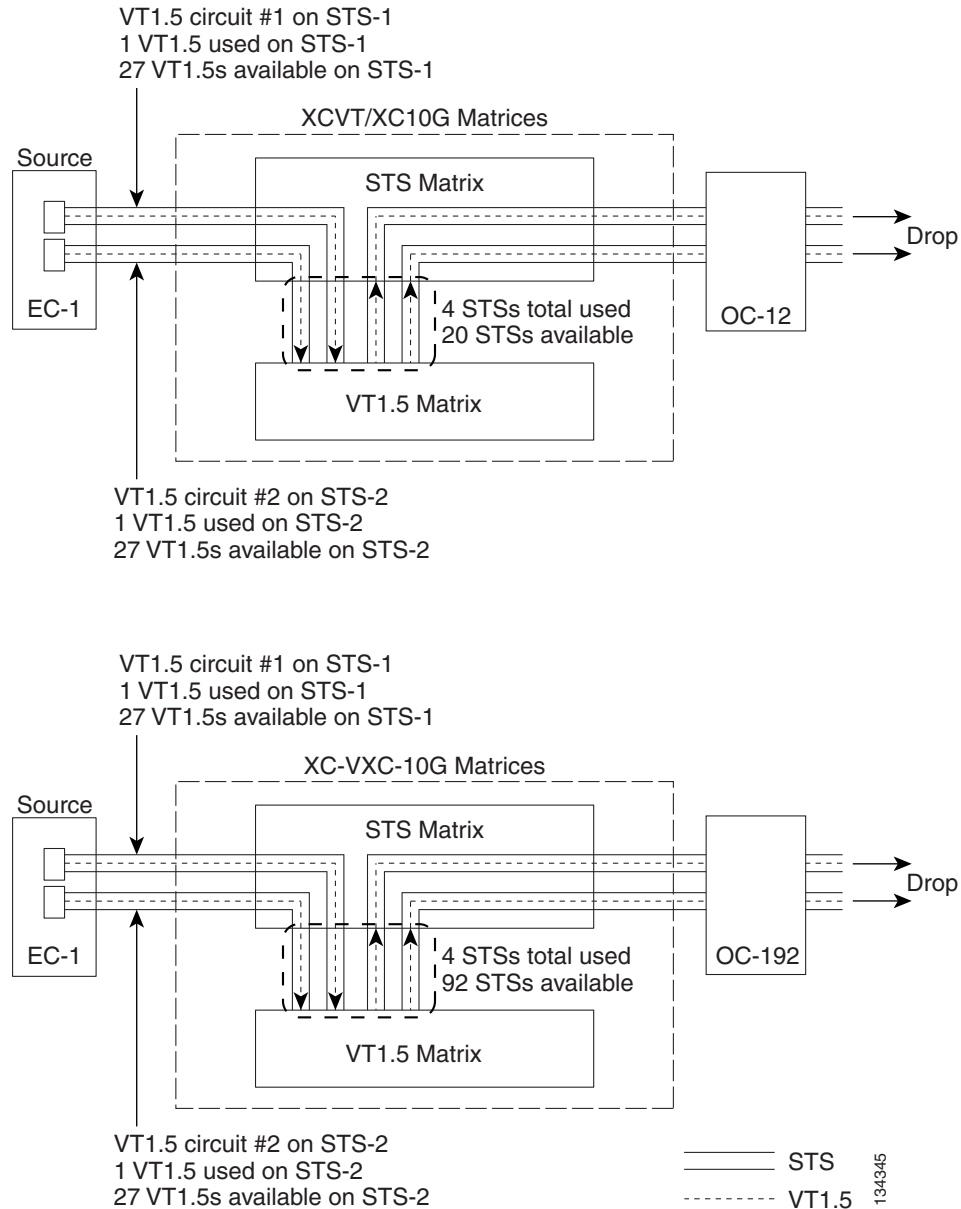 VT1.5 circuit #1 on STS-1
1 VT1.5 used on STS-1
27 VT1.5s available on STS-1
XCVT/XC10G Matrices
Source
STS Matrix
Drop
EC-1
4 STSs total used
20 STSs available
OC-12
VT1.5 Matrix
VT1.5 circuit #2 on STS-2
1 VT1.5 used on STS-2
27 VT1.5s available on STS-2
VT1.5 circuit #1 on STS-1
1 VT1.5 used on STS-1
27 VT1.5s available on STS-1
XC-VXC-10G Matrices
Source
STS Matrix
Drop
EC-1
4 STSs total used
92 STSs available
OC-192
VT1.5 Matrix
VT1.5 circuit #2 on STS-2
1 VT1.5 used on STS-2
27 VT1.5s available on STS-2
STS
VT1.5
134345